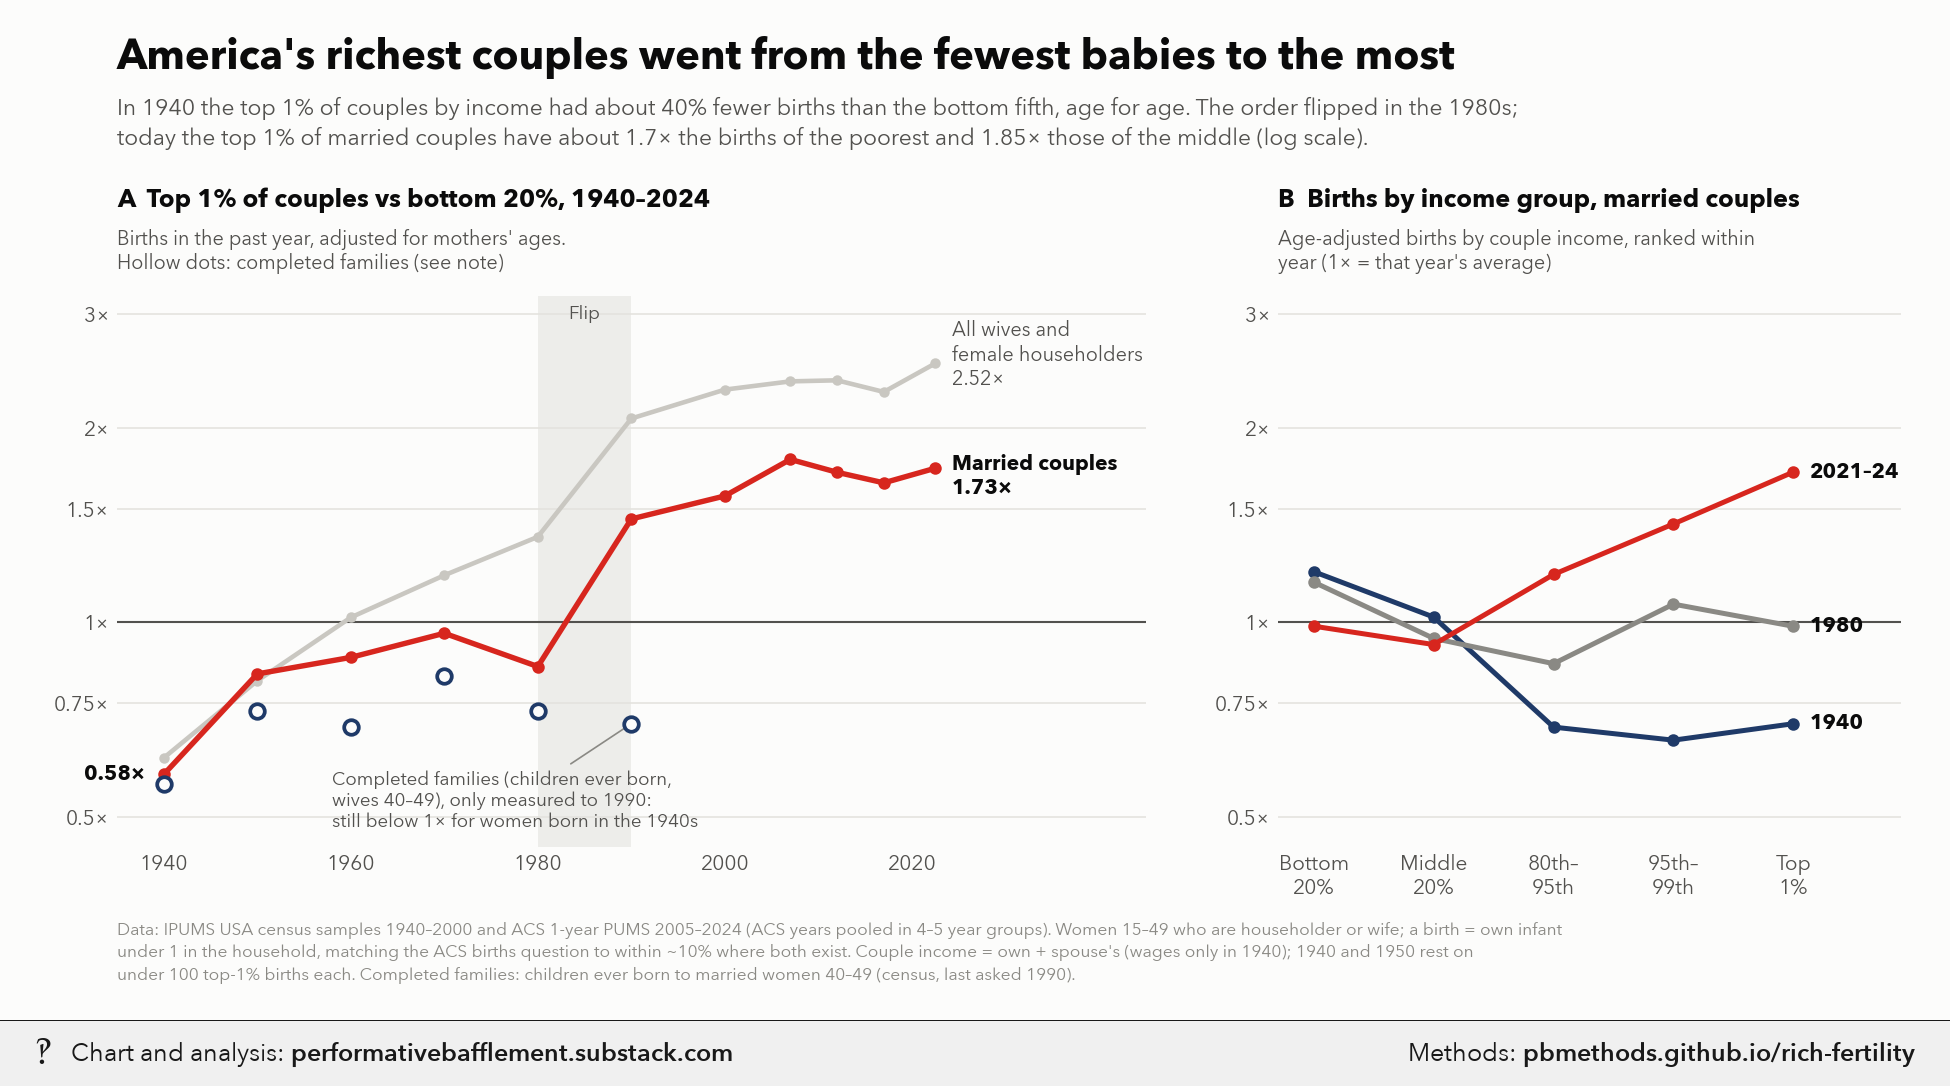 America's richest couples went from the fewest babies to the most
In 1940 the top 1% of couples by income had about 40% fewer births than the bottom fifth, age for age. The order flipped in the 1980s;
today the top 1% of married couples have about 1.7× the births of the poorest and 1.85× those of the middle (log scale).
A Top 1% of couples vs bottom 20%, 1940–2024
Births in the past year, adjusted for mothers' ages.
Hollow dots: completed families (see note)
3×
2×
1.5×
1×
0.75×
0.5×
Flip
All wives and
female householders
2.52×
Married couples
1.73×
0.58×
Completed families (children ever born,
wives 40–49), only measured to 1990:
still below 1× for women born in the 1940s
1940
1960
1980
2000
2020
B Births by income group, married couples
Age-adjusted births by couple income, ranked within
year (1× = that year's average)
3×
2×
1.5×
1×
0.75×
0.5×
2021–24
1980
1940
Bottom
20%
Middle
20%
80th–
95th
95th–
99th
Top
1%
Data: IPUMS USA census samples 1940–2000 and ACS 1-year PUMS 2005–2024 (ACS years pooled in 4–5 year groups). Women 15–49 who are householder or wife; a birth = own infant
under 1 in the household, matching the ACS births question to within ~10% where both exist. Couple income = own + spouse's (wages only in 1940); 1940 and 1950 rest on
under 100 top-1% births each. Completed families: children ever born to married women 40–49 (census, last asked 1990).
‽ Chart and analysis: performativebafflement.substack.com
Methods: pbmethods.github.io/rich-fertility